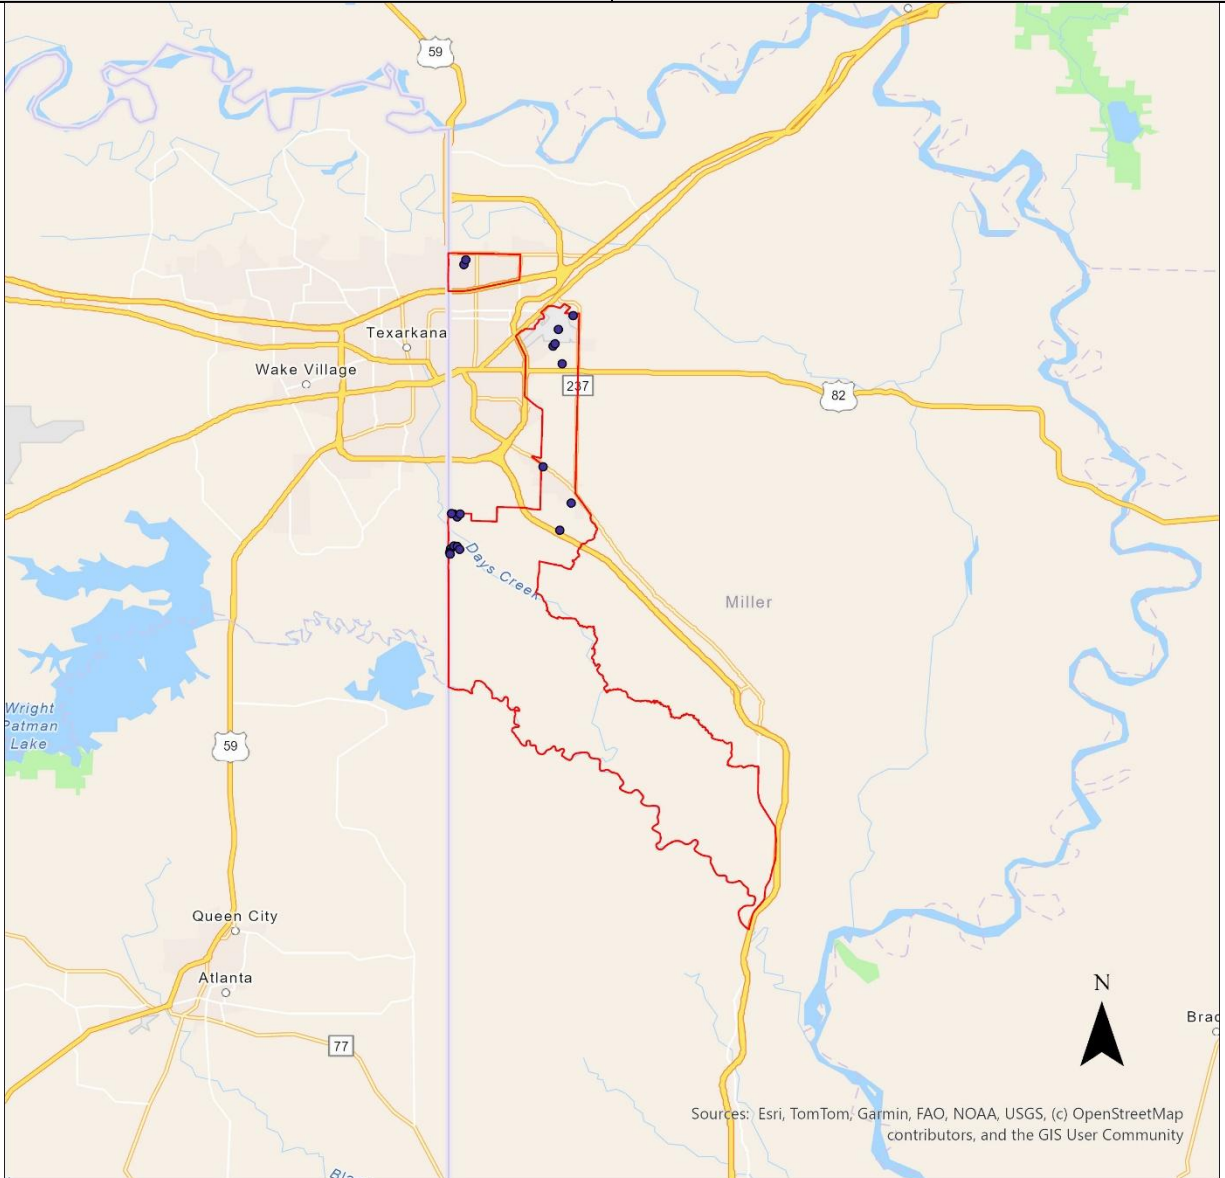 59
Texarkana
Wake Village
237
82
Days Creek
Miller
Wright
Patman
Lake
59
Queen City
Atlanta
N
Brad
77
Sources: Esri, TomTom, Garmin, FAO, NOAA, USGS, (c) OpenStreetMap
contributors, and the GIS User Community